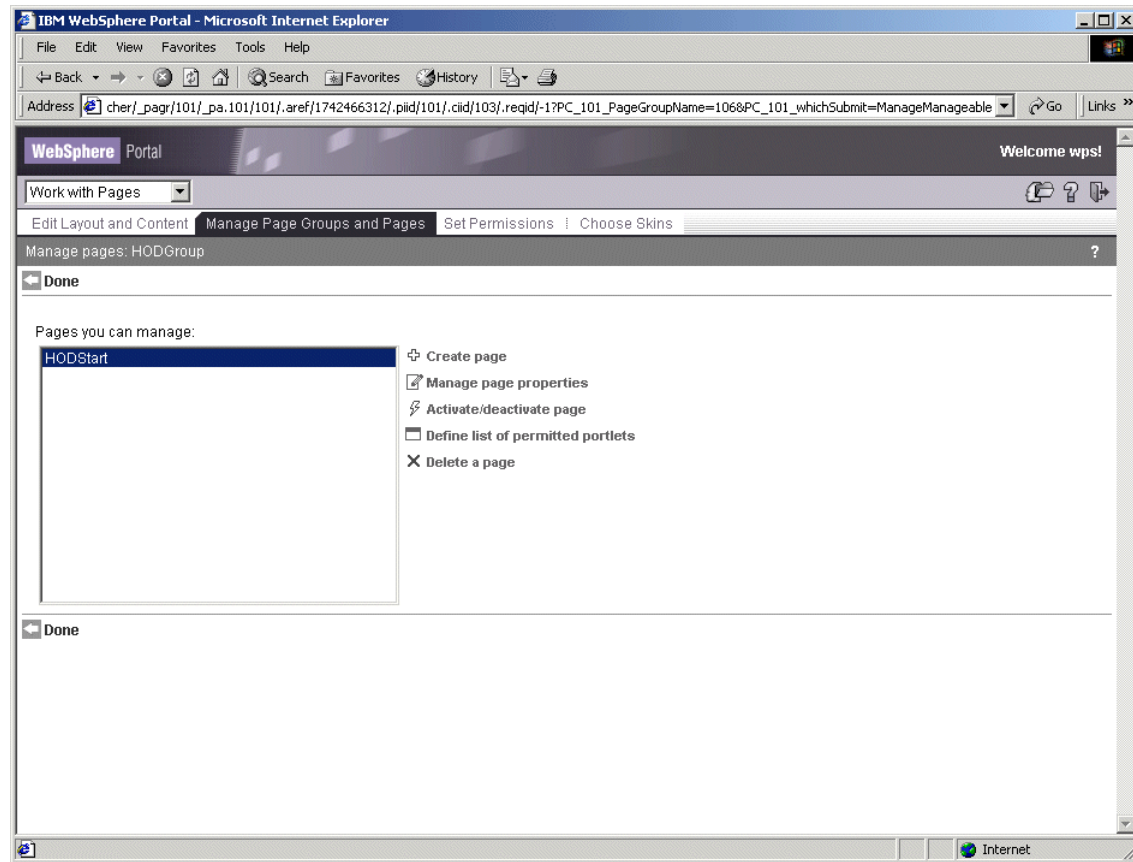 IBM WebSphere Portal - Microsoft Internet Explorer
File Edit View Favorites Tools Help
Back Search Favorites History
Address cher/_pagr/101/_pa.101/101/.aref/1742466312/.piid/101/.ciid/103/.reqid/-1?PC_101_PageGroupName=106&PC_101_whichSubmit=ManageManageable Go Links »
WebSphere Portal Welcome wps!
Work with Pages
Edit Layout and Content Manage Page Groups and Pages Set Permissions Choose Skins
Manage pages: HODGroup ?
Done
Pages you can manage:
HODStart
Create page
Manage page properties
Activate/deactivate page
Define list of permitted portlets
Delete a page
Done
Internet